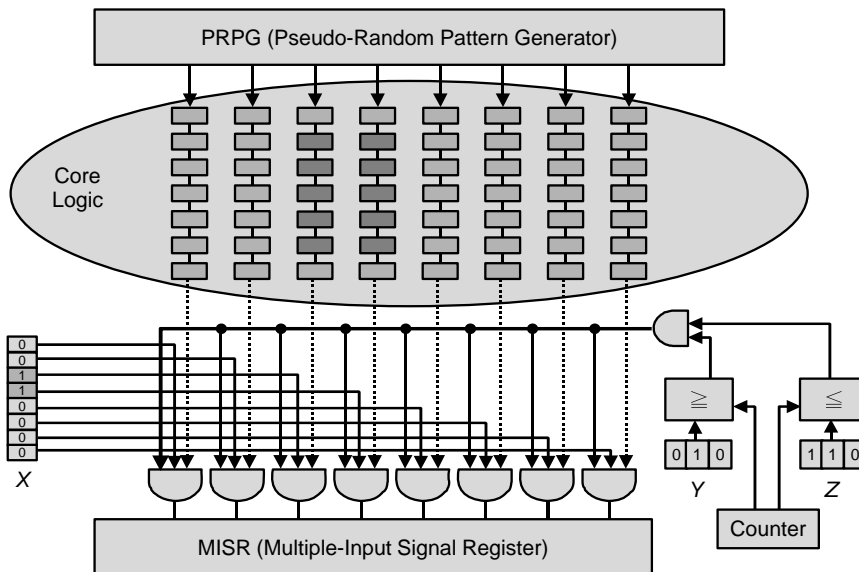 PRPG (Pseudo-Random Pattern Generator)
Core
Logic
0
0
1
1
0
0
0
0
X
≧
≦
0 1 0
1 1 0
Y
Z
Counter
MISR (Multiple-Input Signal Register)